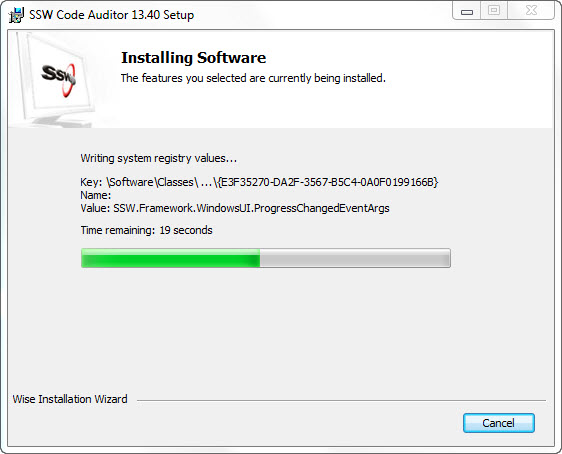 SSW Code Auditor 13.40 Setup
SSW
Installing Software
The features you selected are currently being installed.
Writing system registry values...
Key: \Software\Classes\ ...\{E3F35270-DA2F-3567-B5C4-0A0F0199166B}
Name:
Value: SSW.Framework.WindowsUI.ProgressChangedEventArgs
Time remaining: 19 seconds
Wise Installation Wizard
Cancel